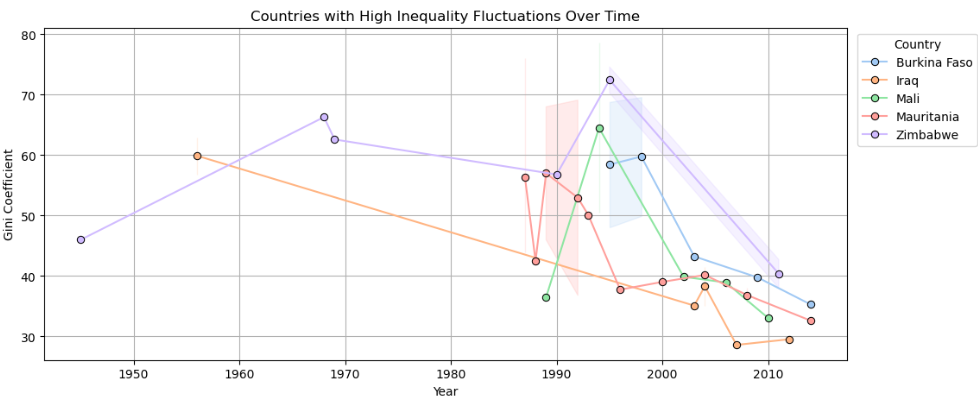 Countries with High Inequality Fluctuations Over Time
80
70
60
50
40
30
Gini Coefficient
1950 1960 1970 1980 1990 2000 2010
Year
Country
Burkina Faso
Iraq
Mali
Mauritania
Zimbabwe